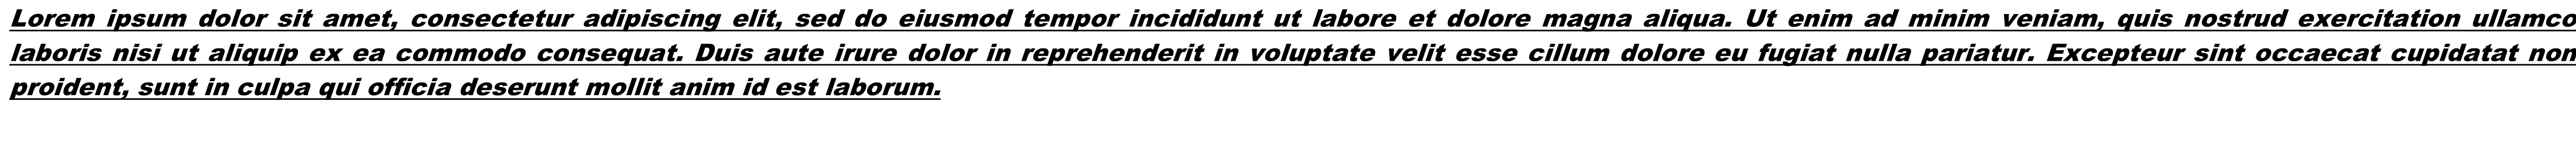 Lorem ipsum dolor sit amet, consectetur adipiscing elit, sed do eiusmod tempor incididunt ut labore et dolore magna aliqua. Ut enim ad minim veniam, quis nostrud exercitation ullamco
laboris nisi ut aliquip ex ea commodo consequat. Duis aute irure dolor in reprehenderit in voluptate velit esse cillum dolore eu fugiat nulla pariatur. Excepteur sint occaecat cupidatat non
proident, sunt in culpa qui officia deserunt mollit anim id est laborum.